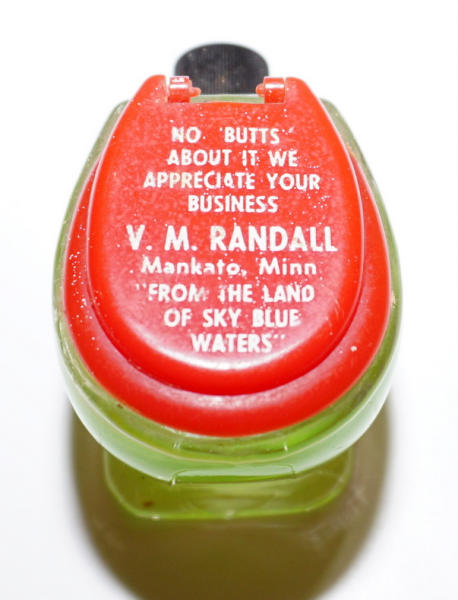 NO "BUTTS"
ABOUT IT WE
APPRECIATE YOUR
BUSINESS
V. M. RANDALL
Mankato, Minn
"FROM THE LAND
OF SKY BLUE
WATERS"